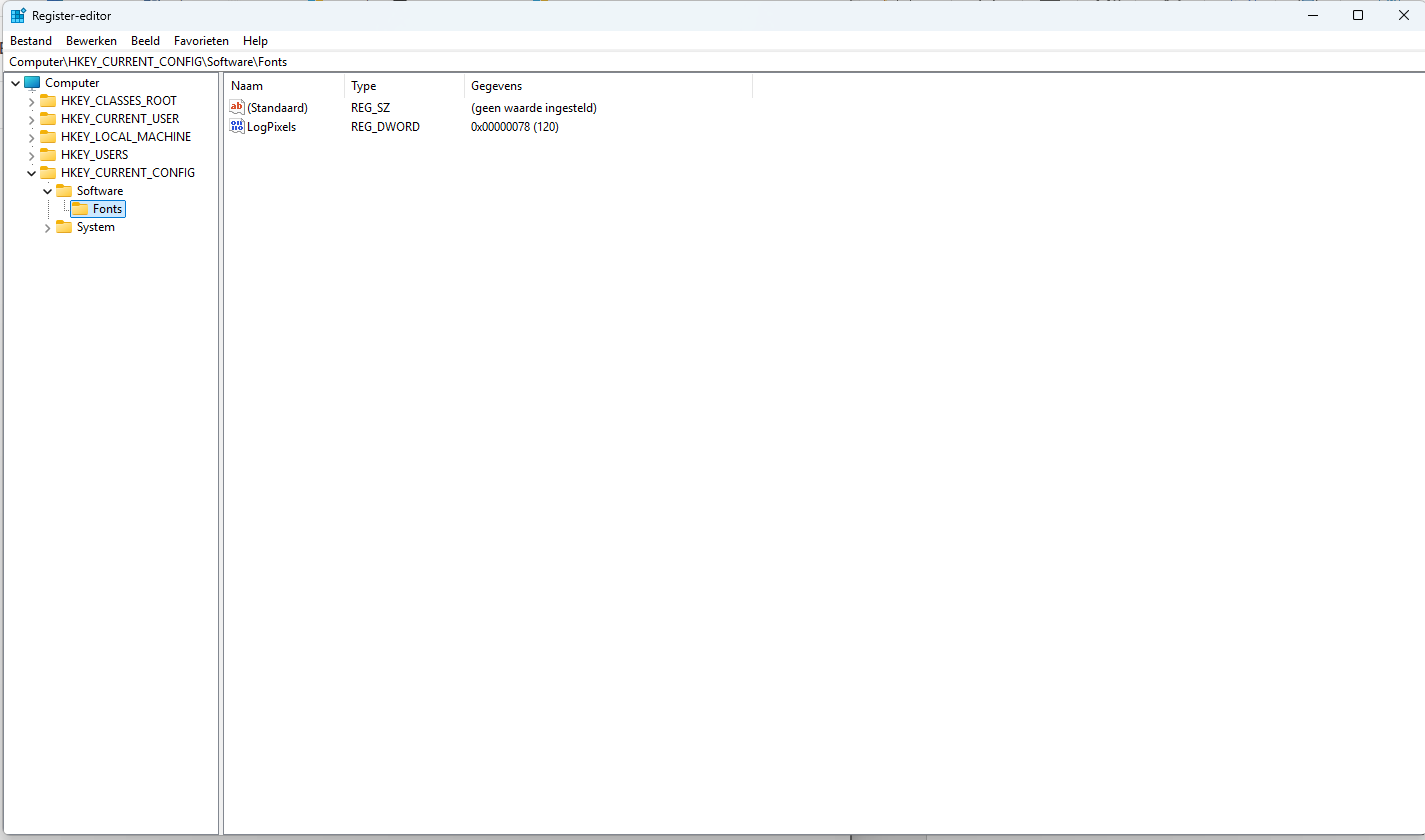 Register-editor
Bestand Bewerken Beeld Favorieten Help
Computer\HKEY_CURRENT_CONFIG\Software\Fonts
Computer
HKEY_CLASSES_ROOT
HKEY_CURRENT_USER
HKEY_LOCAL_MACHINE
HKEY_USERS
HKEY_CURRENT_CONFIG
Software
Fonts
System
Naam Type Gegevens
(Standaard) REG_SZ (geen waarde ingesteld)
LogPixels REG_DWORD 0x00000078 (120)